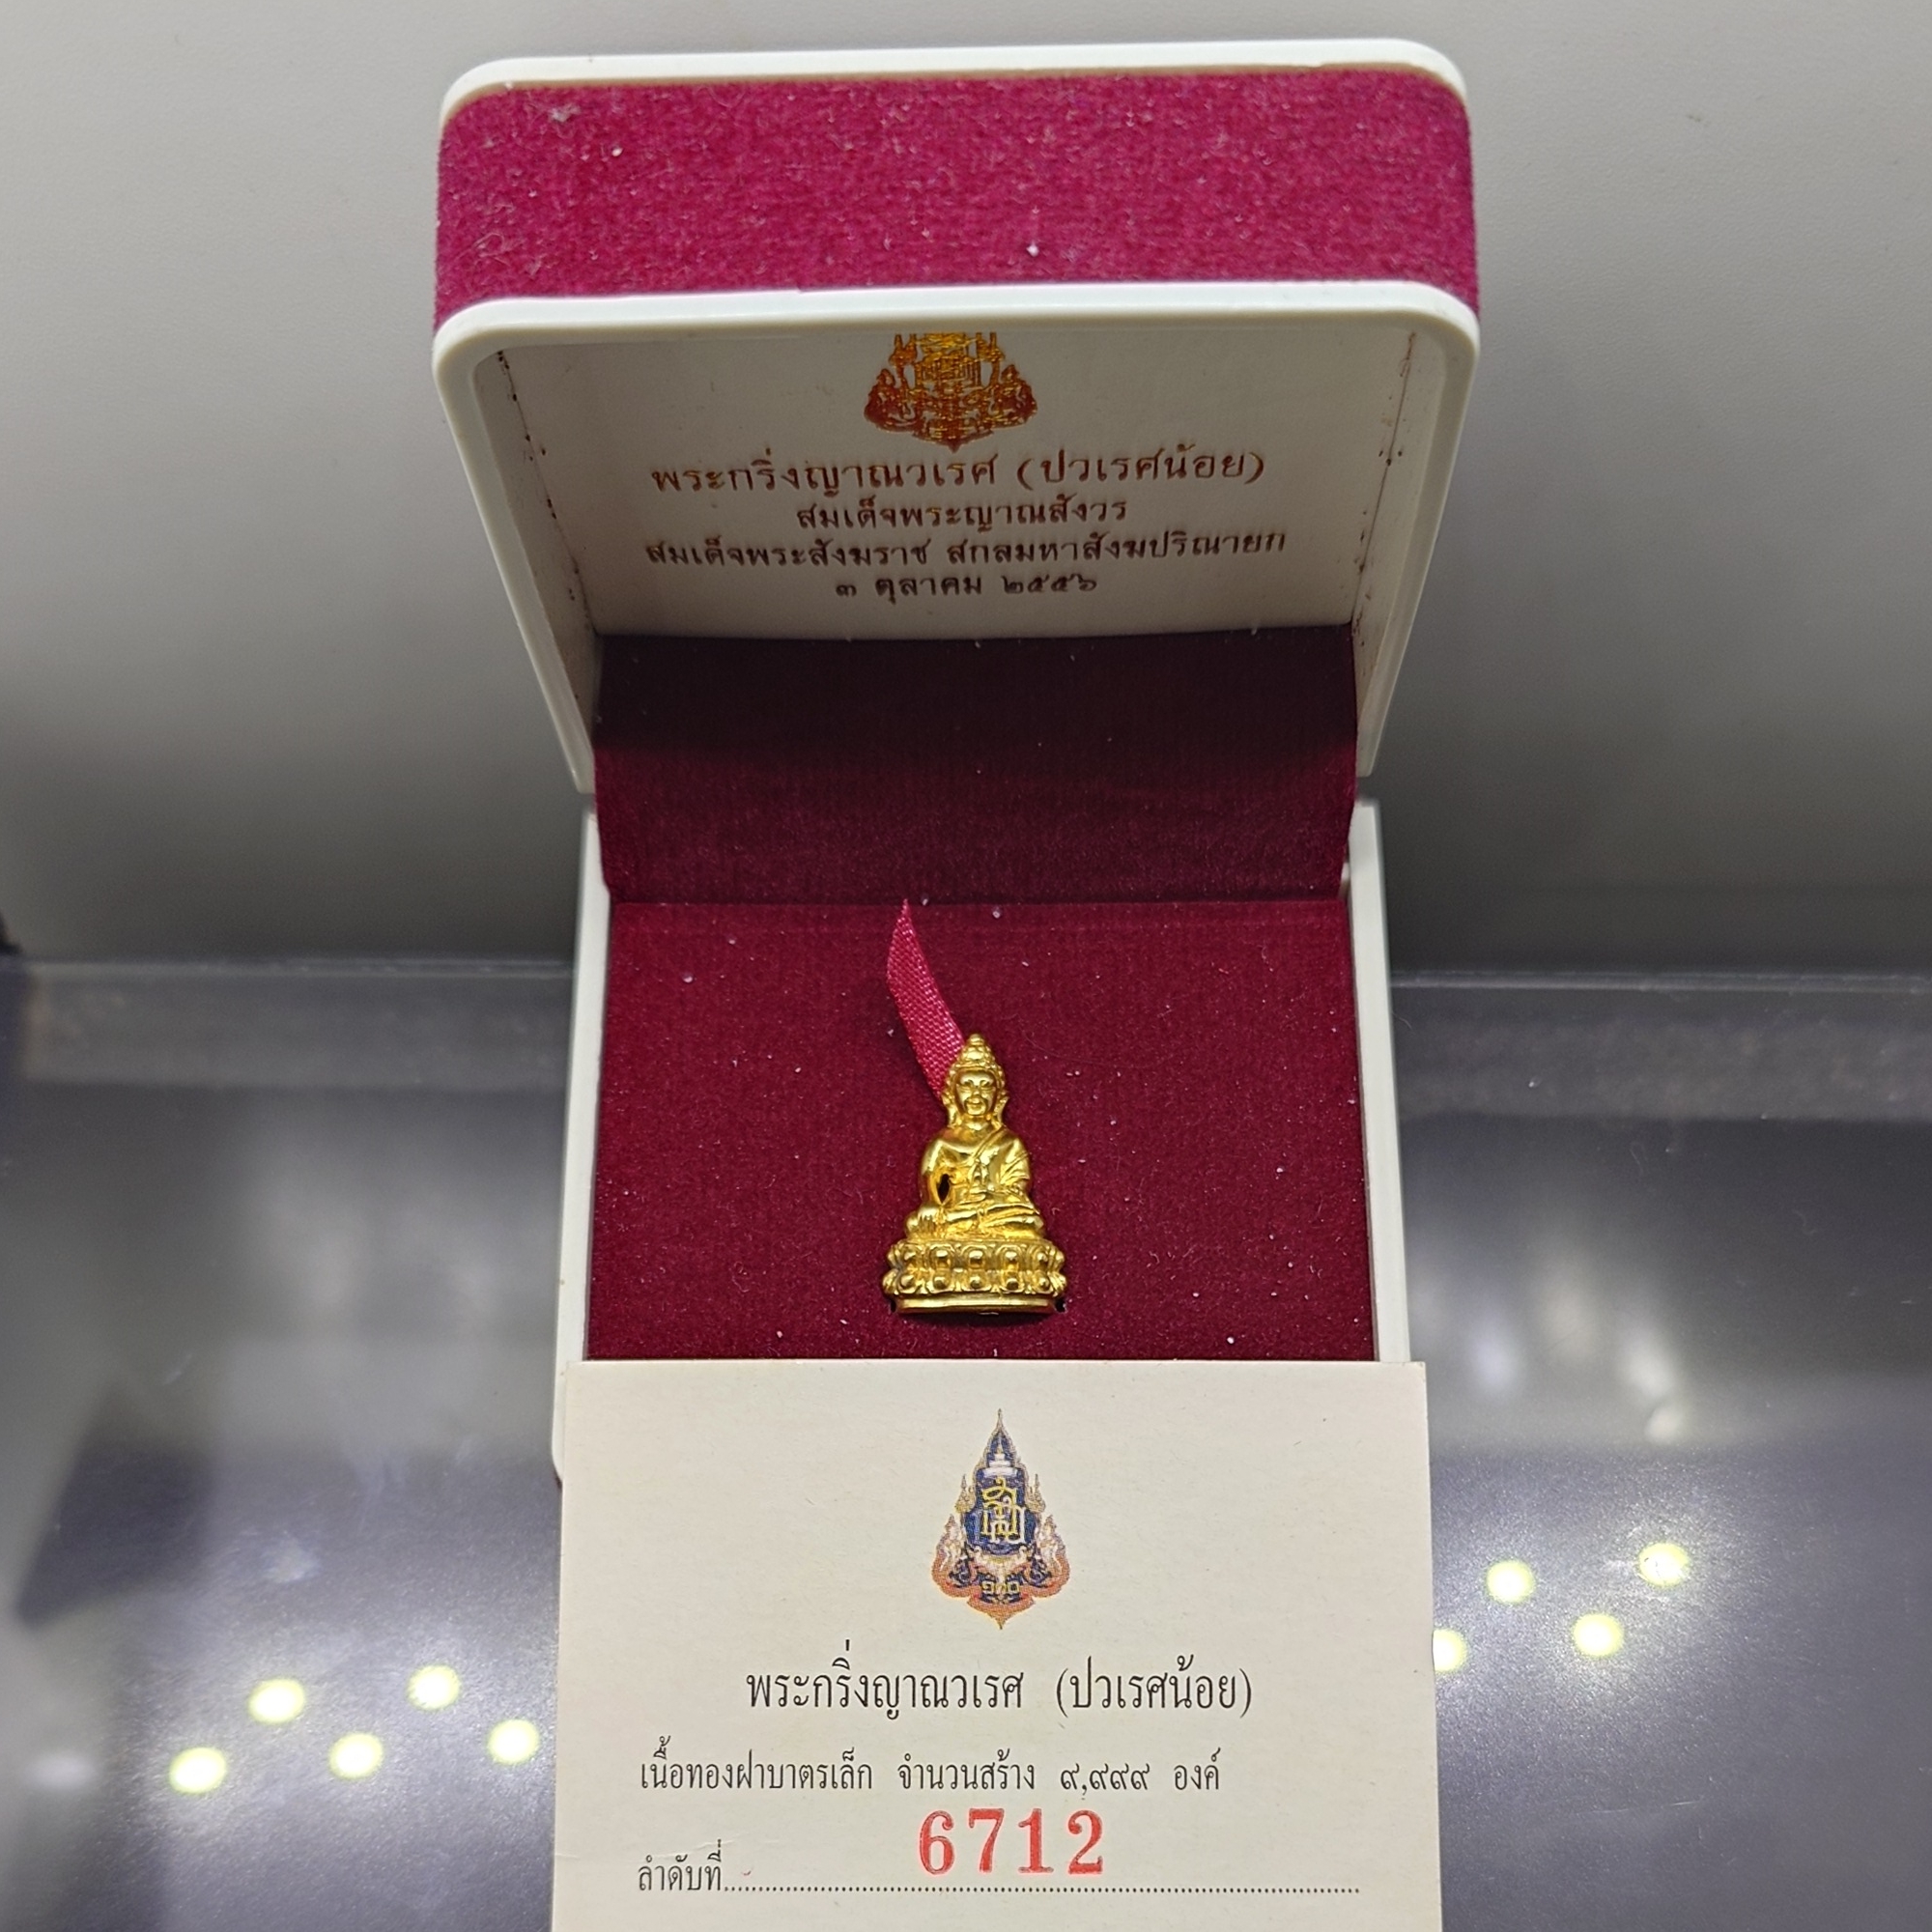 พระกริ่งญาณวเรศ (ปวเรศน้อย)
สมเด็จพระญาณสังวร
สมเด็จพระสังฆราช สกลมหาสังฆปริณายก
๓ ตุลาคม ๒๕๕๖
๑๐๐
พระกริ่งญาณวเรศ (ปวเรศน้อย)
เนื้อทองฝาบาตรเล็ก จำนวนสร้าง ๙,๙๙๙ องค์
ลำดับที่ 6712